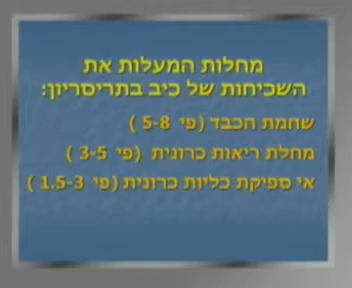 מחלות המעלות את
השכיחות של כיב בתריסריון:
שחמת הכבד (פי 5-8 )
מחלת ריאות כרונית (פי 3-5 )
אי ספיקת כליות כרונית (פי 1.5-3 )